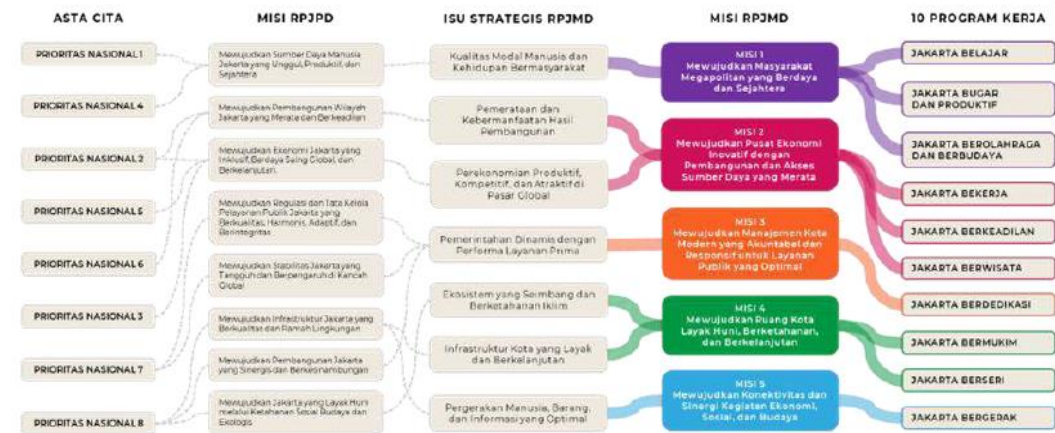 ASTA CITA
PRIORITAS NASIONAL 1
PRIORITAS NASIONAL 4
PRIORITAS NASIONAL 2
PRIORITAS NASIONAL 5
PRIORITAS NASIONAL 6
PRIORITAS NASIONAL 3
PRIORITAS NASIONAL 7
PRIORITAS NASIONAL 8
MISI RPJPD
Mewujudkan Sumber Daya Manusia
Jakarta yang Unggul, Produktif, dan
Sejahtera
Mewujudkan Pembangunan Wilayah
Jakarta yang Merata dan Berkeadilan
Mewujudkan Ekonomi Jakarta yang
Inklusif, Berdaya Saing Global, dan
Berkelanjutan.
Mewujudkan Regulasi dan Tata Kelola
Pelayanan Publik Jakarta yang
Berkualitas, Harmonis, Adaptif, dan
Berintegritas
Mewujudkan Stabilitas Jakarta yang
Tangguh dan Berpengaruh di Kancah
Global
Mewujudkan Infrastruktur Jakarta yang
Berkualitas dan Ramah Lingkungan.
Mewujudkan Pembangunan Jakarta
yang Sinergis dan Berkesinambungan
Mewujudkan Jakarta yang Layak Huni
melalui Ketahanan Sosial Budaya dan
Ekologis
ISU STRATEGIS RPJMD
Kualitas Modal Manusia dan
Kehidupan Bermasyarakat
Pemerataan dan
Kebermanfaatan Hasil
Pembangunan
Perekonomian Produktif,
Kompetitif, dan Atraktif di
Pasar Global
Pemerintahan Dinamis dengan
Performa Layanan Prima
Ekosistem yang Seimbang dan
Berketahanan Iklim
Infrastruktur Kota yang Layak
dan Berkelanjutan
Pergerakan Manusia, Barang,
dan Informasi yang Optimal
MISI RPJMD
MISI 1
Mewujudkan Masyarakat
Megapolitan yang Berdaya
dan Sejahtera
MISI 2
Mewujudkan Pusat Ekonomi
Inovatif dengan
Pembangunan dan Akses
Sumber Daya yang Merata
MISI 3
Mewujudkan Manajemen Kota
Modern yang Akuntabel dan
Responsif untuk Layanan
Publik yang Optimal
MISI 4
Mewujudkan Ruang Kota
Layak Huni, Berketahanan,
dan Berkelanjutan
MISI 5
Mewujudkan Konektivitas dan
Sinergi Kegiatan Ekonomi,
Sosial, dan Budaya
10 PROGRAM KERJA
JAKARTA BELAJAR
JAKARTA BUGAR
DAN PRODUKTIF
JAKARTA BEROLAHRAGA
DAN BERBUDAYA
JAKARTA BEKERJA
JAKARTA BERKEADILAN
JAKARTA BERWISATA
JAKARTA BERDEDIKASI
JAKARTA BERMUKIM
JAKARTA BERSERI
JAKARTA BERGERAK